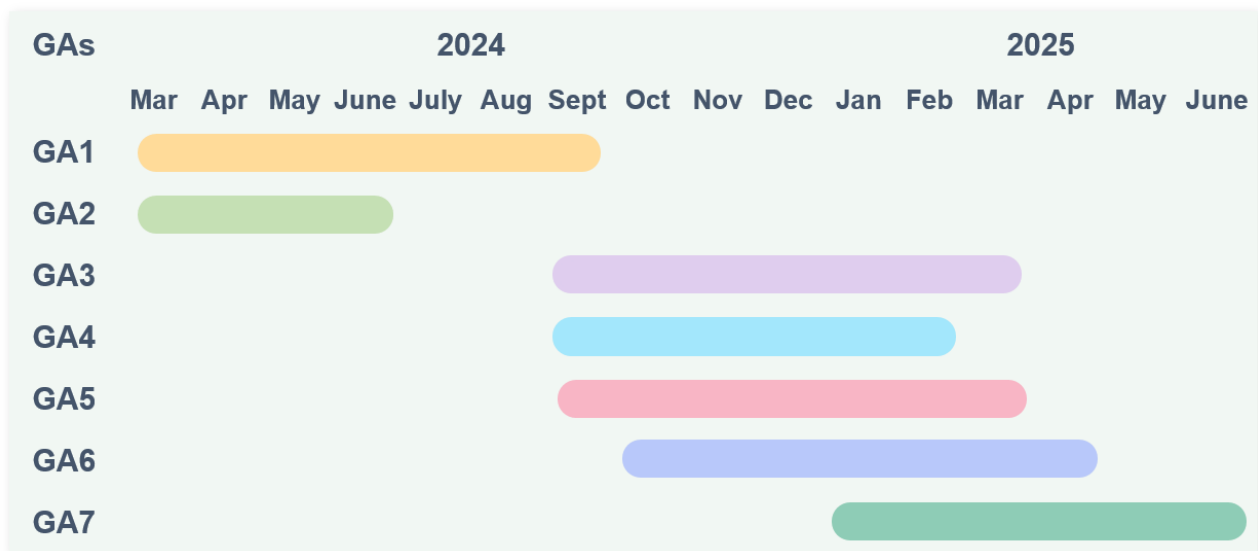 GAs 2024 2025
Mar Apr May June July Aug Sept Oct Nov Dec Jan Feb Mar Apr May June
GA1
GA2
GA3
GA4
GA5
GA6
GA7